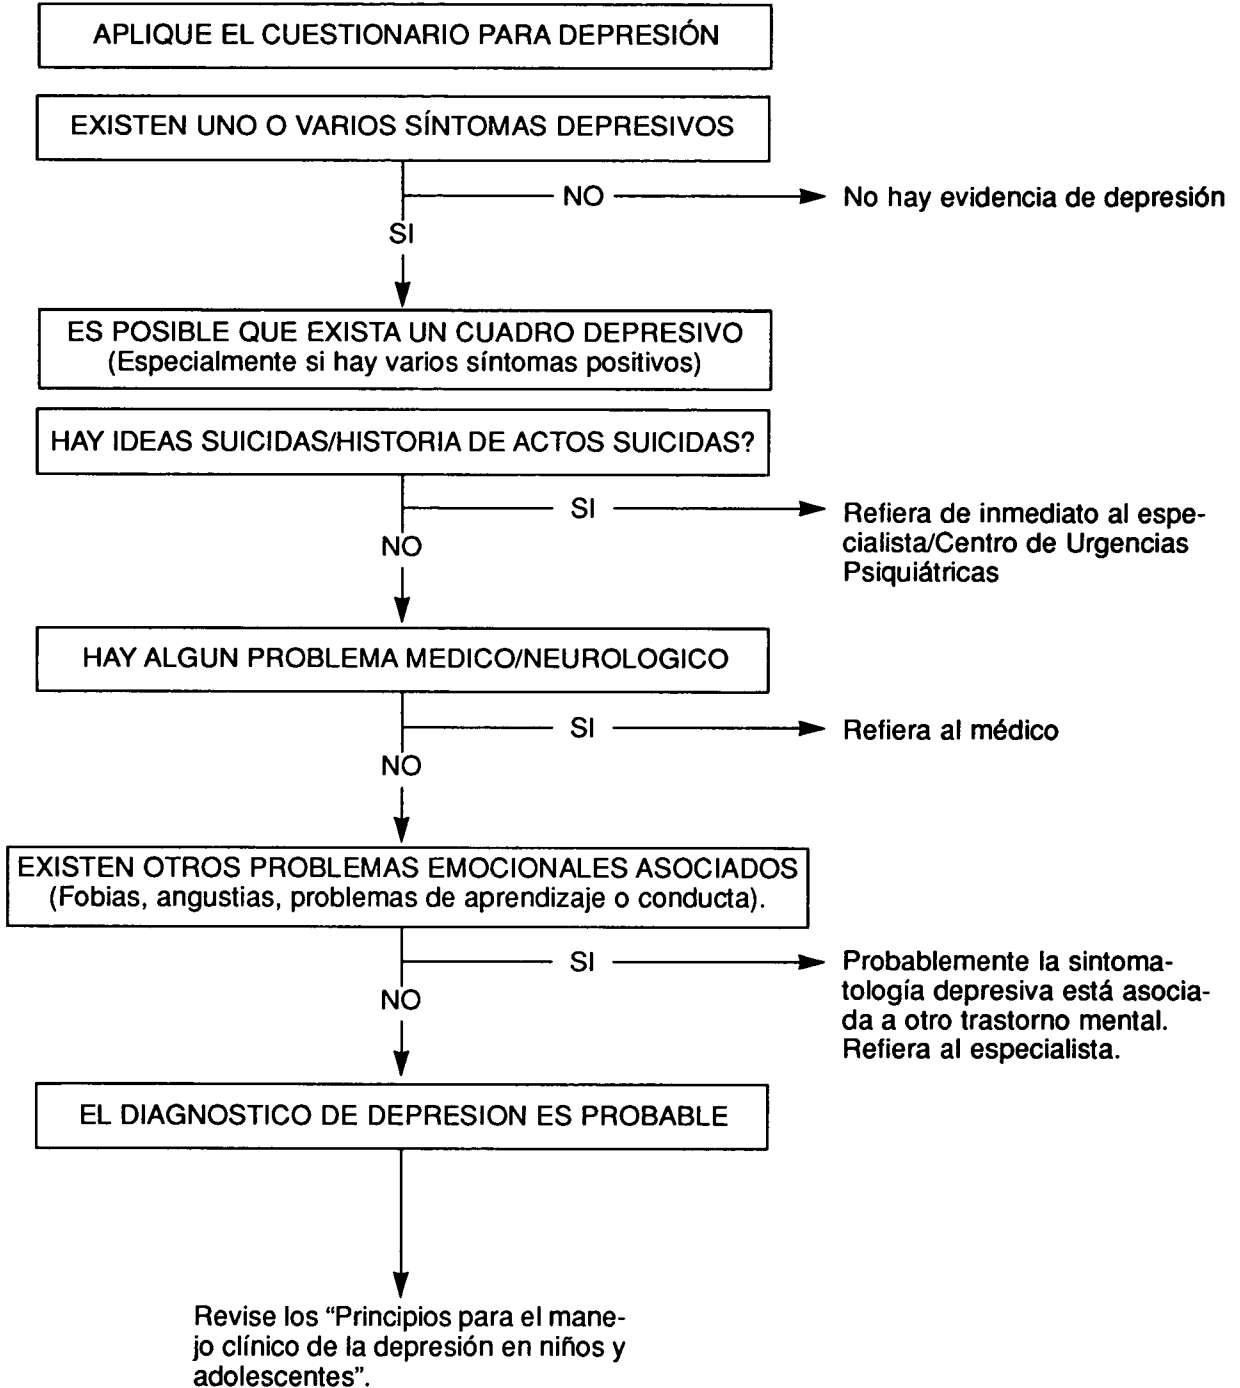 APLIQUE EL CUESTIONARIO PARA DEPRESIÓN
EXISTEN UNO O VARIOS SÍNTOMAS DEPRESIVOS
NO
No hay evidencia de depresión
SI
ES POSIBLE QUE EXISTA UN CUADRO DEPRESIVO
(Especialmente si hay varios síntomas positivos)
HAY IDEAS SUICIDAS/HISTORIA DE ACTOS SUICIDAS?
SI
Refiera de inmediato al espe-
cialista/Centro de Urgencias
Psiquiátricas
NO
HAY ALGUN PROBLEMA MEDICO/NEUROLOGICO
SI
Refiera al médico
NO
EXISTEN OTROS PROBLEMAS EMOCIONALES ASOCIADOS
(Fobias, angustias, problemas de aprendizaje o conducta).
SI
Probablemente la sintoma-
tología depresiva está asocia-
da a otro trastorno mental.
Refiera al especialista.
NO
EL DIAGNOSTICO DE DEPRESION ES PROBABLE
Revise los “Principios para el mane-
jo clínico de la depresión en niños y
adolescentes”.